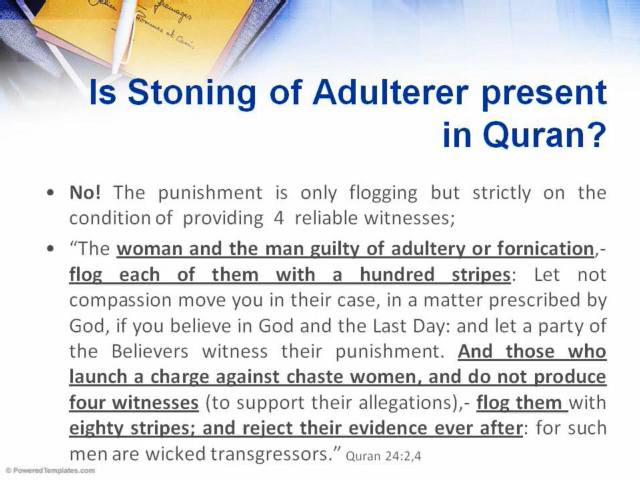 Is Stoning of Adulterer present
in Quran?
• No! The punishment is only flogging but strictly on the
condition of providing 4 reliable witnesses;
• “The woman and the man guilty of adultery or fornication,-
flog each of them with a hundred stripes: Let not
compassion move you in their case, in a matter prescribed by
God, if you believe in God and the Last Day: and let a party of
the Believers witness their punishment. And those who
launch a charge against chaste women, and do not produce
four witnesses (to support their allegations),- flog them with
eighty stripes; and reject their evidence ever after: for such
men are wicked transgressors.” Quran 24:2,4
© PoweredTemplates.com